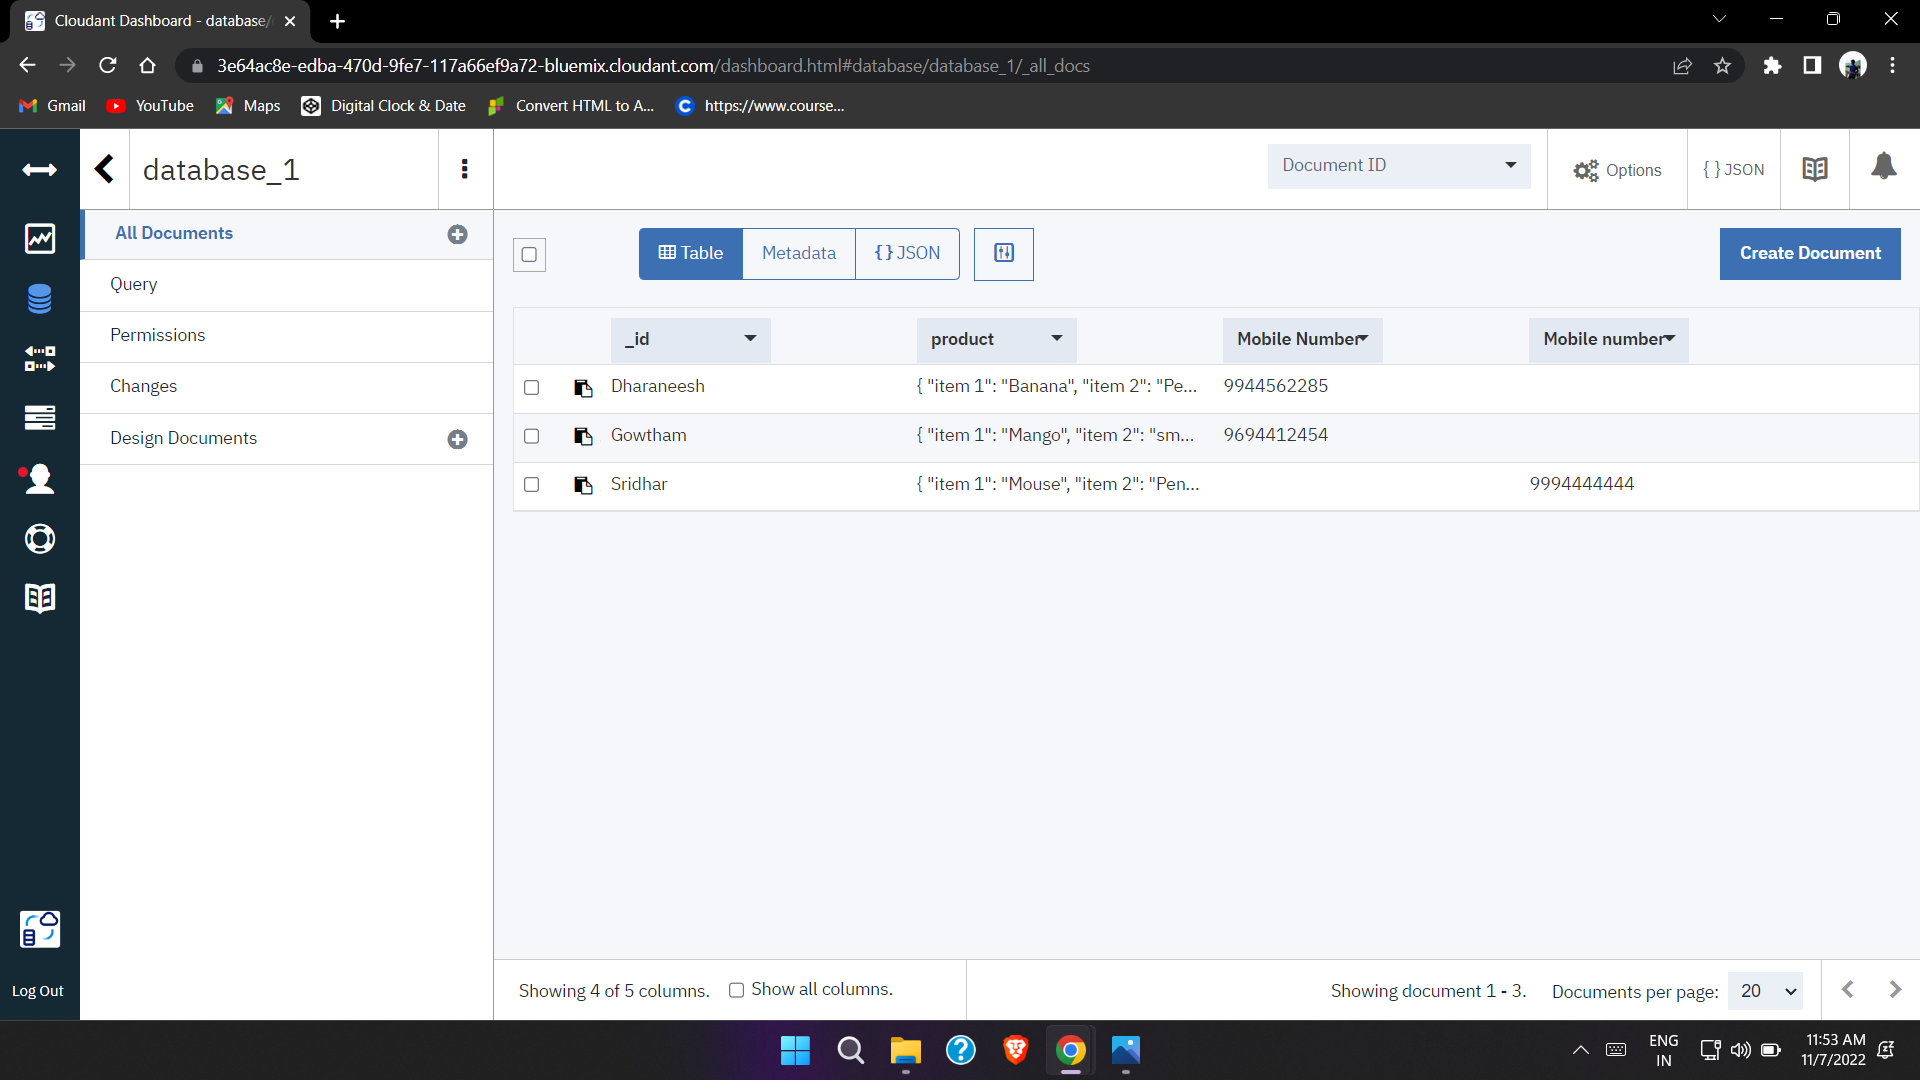 Cloudant Dashboard - database/
3e64ac8e-edba-470d-9fe7-117a66ef9a72-bluemix.cloudant.com/dashboard.html#database/database_1/_all_docs
Gmail YouTube Maps Digital Clock & Date Convert HTML to A... https://www.course...
database_1 Document ID Options { } JSON
All Documents
Query
Permissions
Changes
Design Documents
Table Metadata {} JSON Create Document
_id product Mobile Number Mobile number
Dharaneesh { "item 1": "Banana", "item 2": "Pe... 9944562285
Gowtham { "item 1": "Mango", "item 2": "sm... 9694412454
Sridhar { "item 1": "Mouse", "item 2": "Pen... 9994444444
Log Out
Showing 4 of 5 columns. Show all columns. Showing document 1 - 3. Documents per page: 20
ENG
IN
11:53 AM
11/7/2022